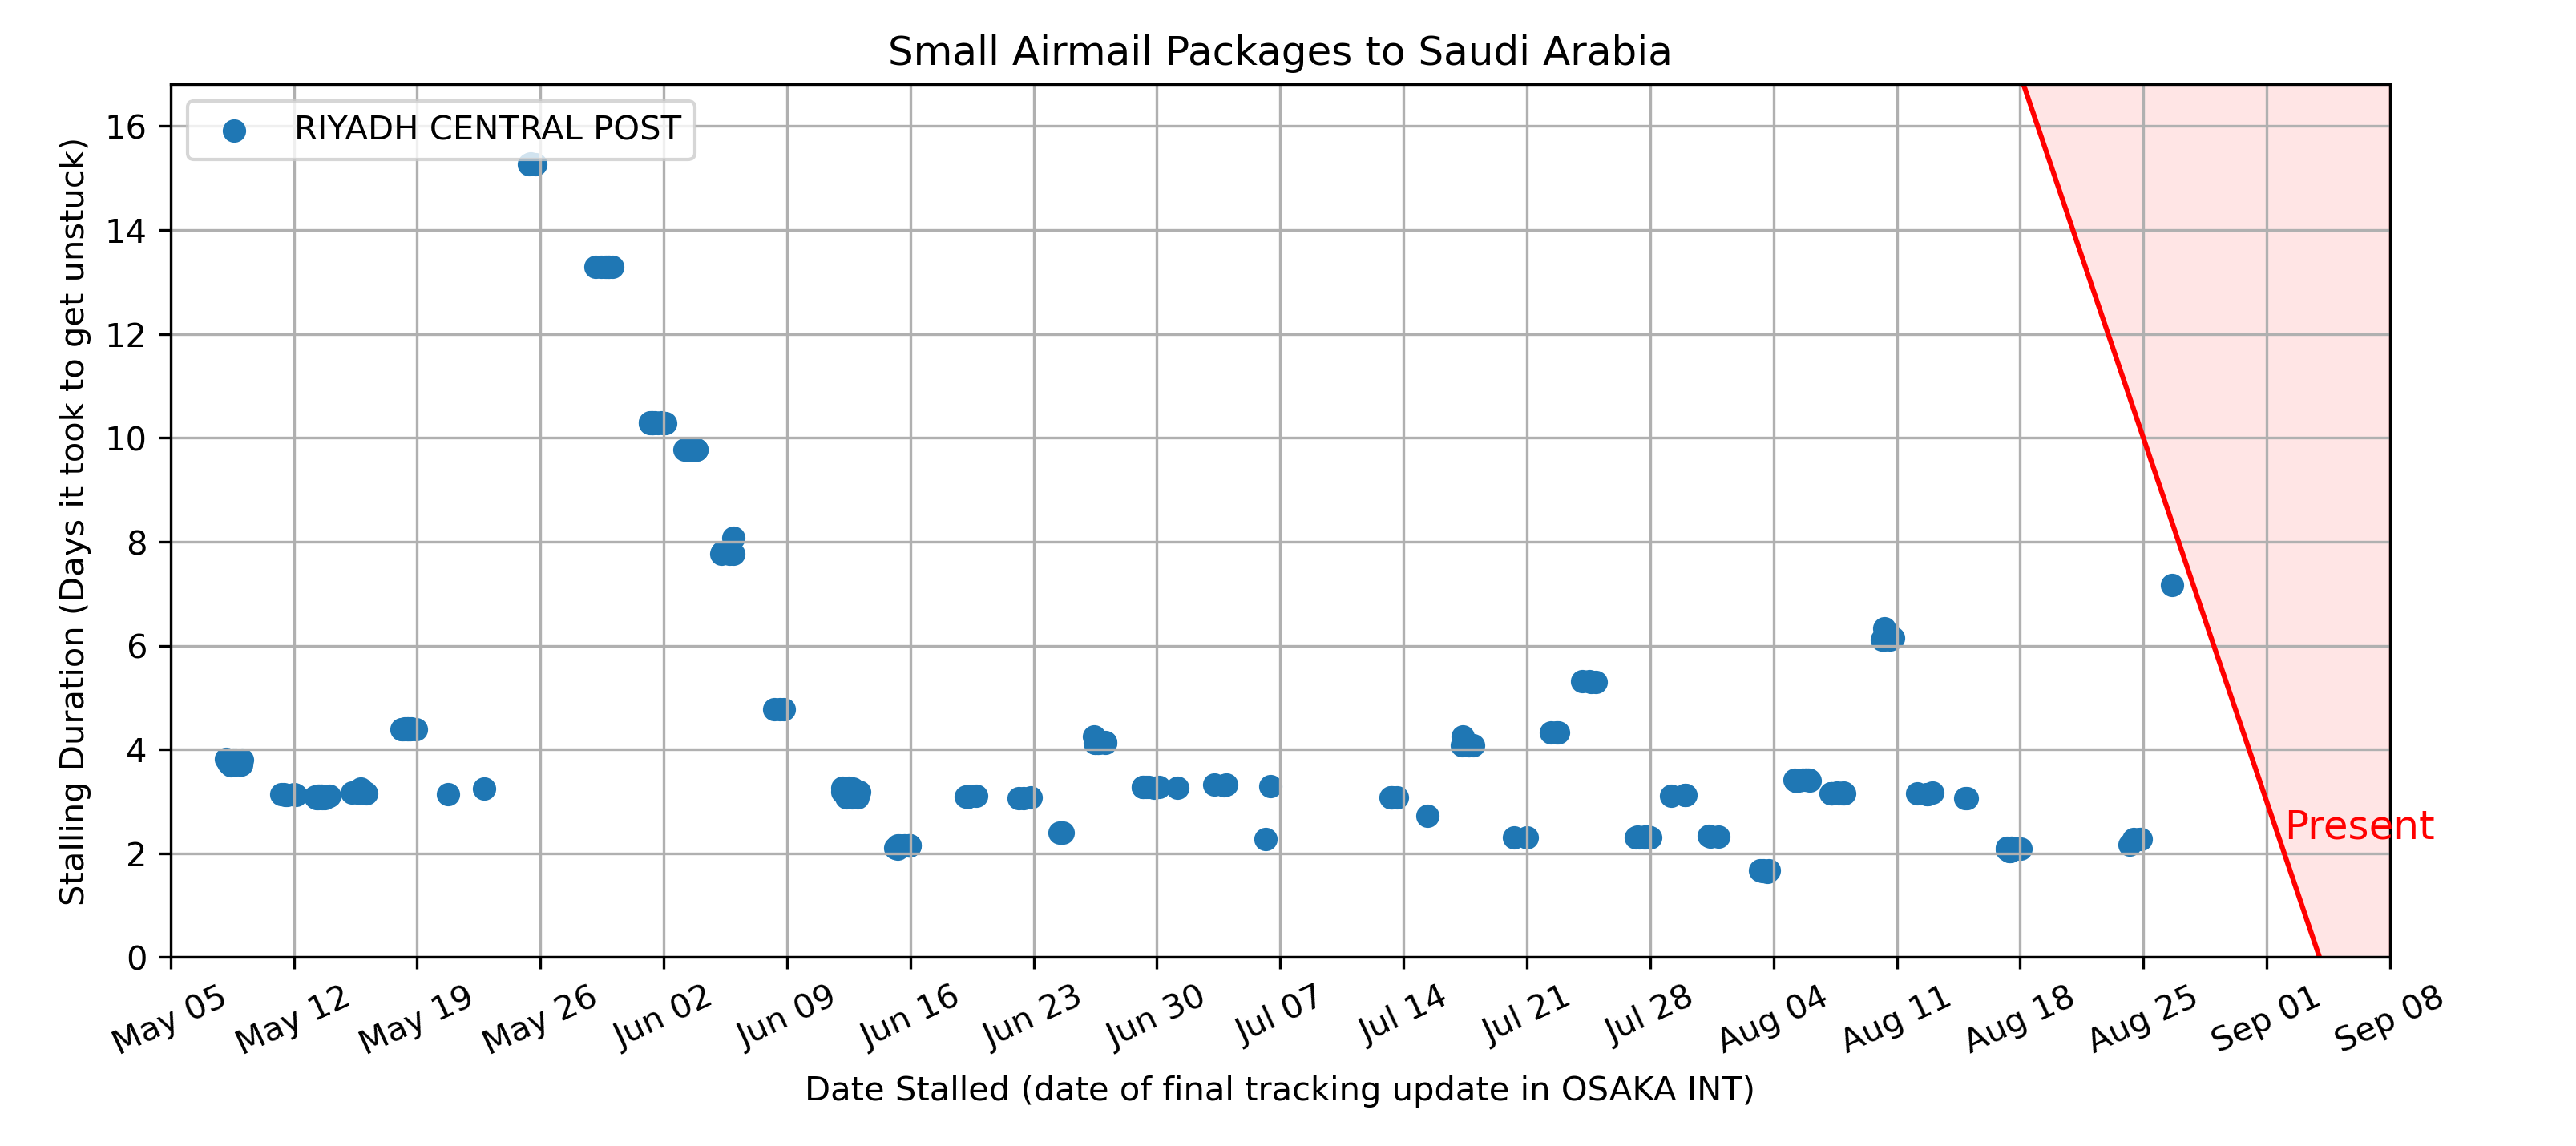 Small Airmail Packages to Saudi Arabia
RIYADH CENTRAL POST
Stalling Duration (Days it took to get unstuck)
16
14
12
10
8
6
4
2
0
Present
May 05
May 12
May 19
May 26
Jun 02
Jun 09
Jun 16
Jun 23
Jun 30
Jul 07
Jul 14
Jul 21
Jul 28
Aug 04
Aug 11
Aug 18
Aug 25
Sep 01
Sep 08
Date Stalled (date of final tracking update in OSAKA INT)